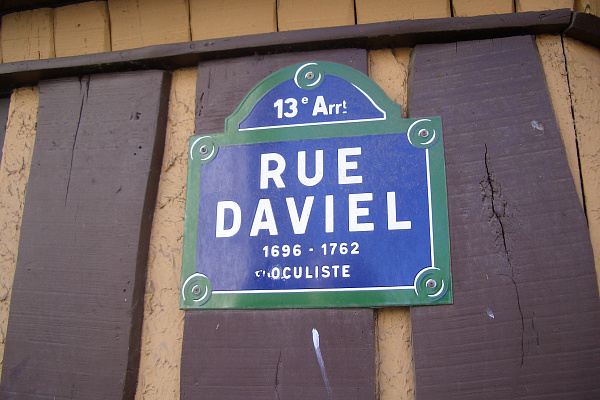 13e Arrt
RUE
DAVIEL
1696 - 1762
OCULISTE